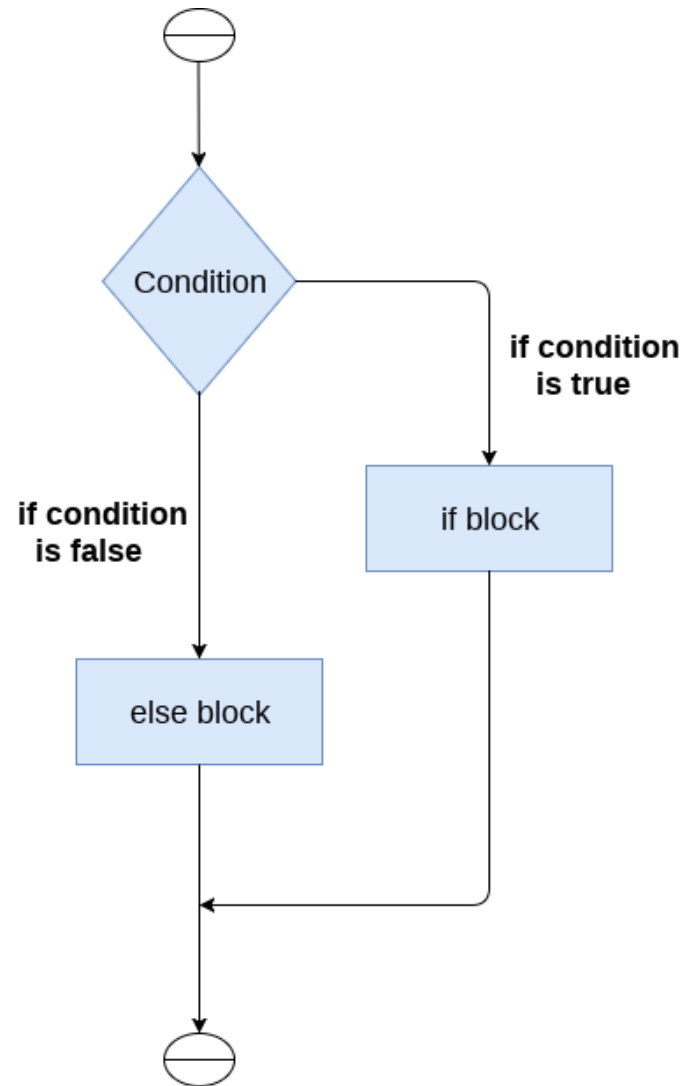 Condition
if condition
is true
if condition
is false
if block
else block